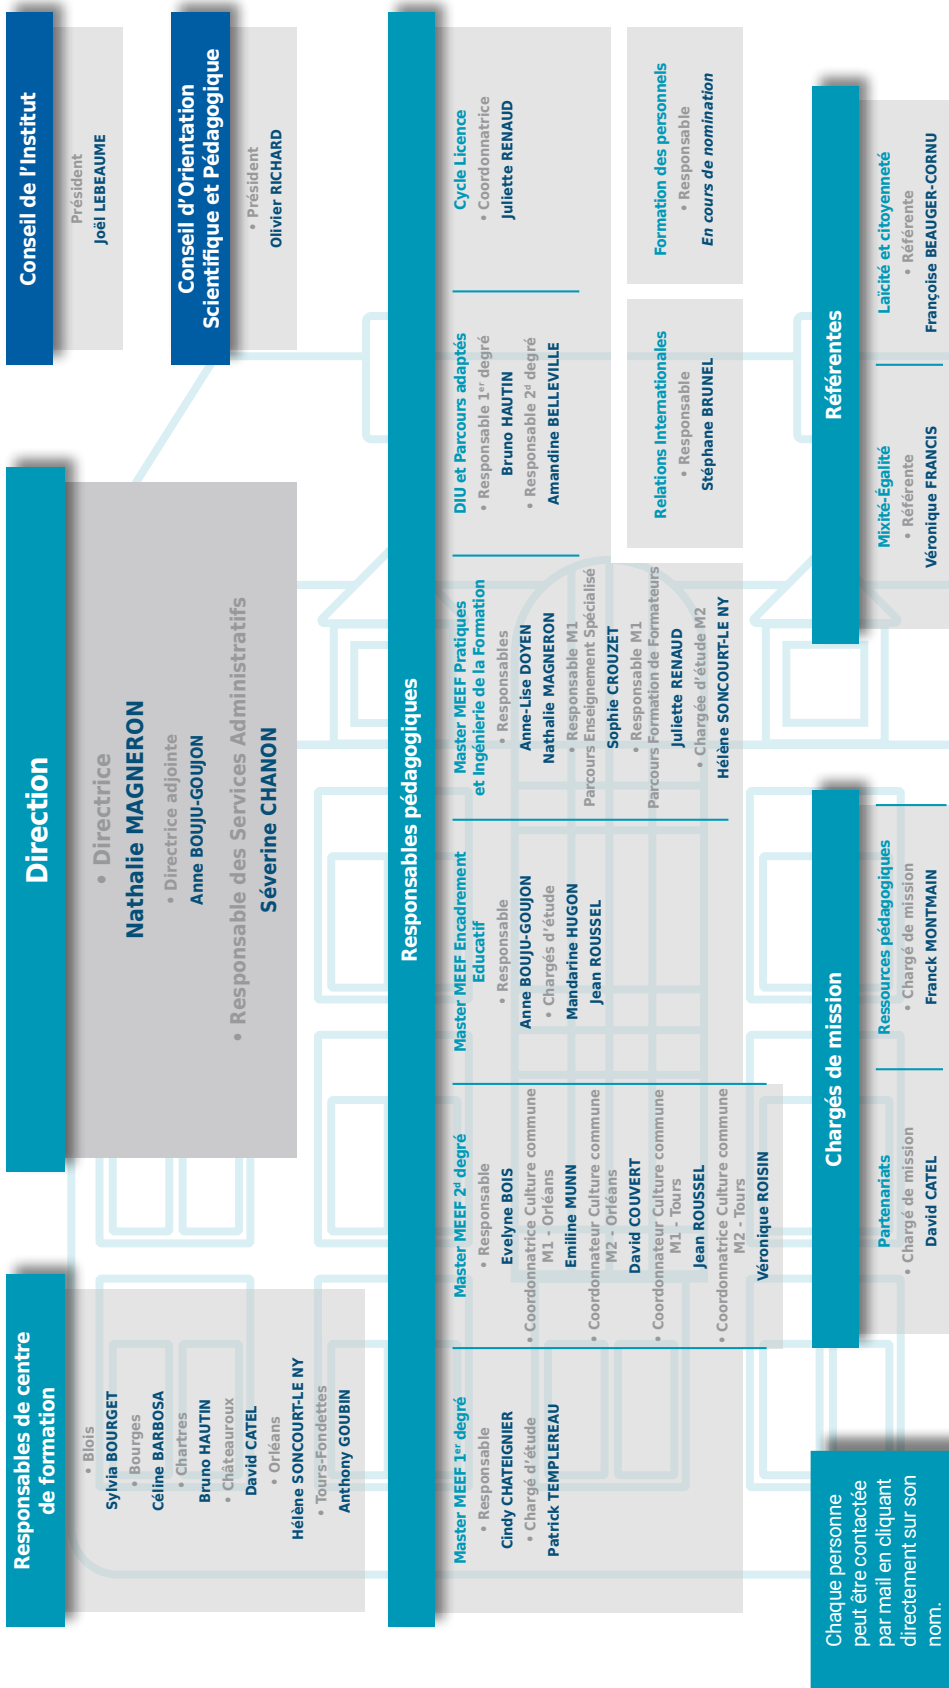 Responsables de centre
de formation
• Blois
Sylvia BOURGET
• Bourges
Céline BARBOSA
• Chartres
Bruno HAUTIN
• Châteauroux
David CATEL
• Orléans
Hélène SONCOURT-LE NY
• Tours-Fondettes
Anthony GOUBIN
Direction
• Directrice
Nathalie MAGNERON
• Directrice adjointe
Anne BOUJU-GOUJON
• Responsable des Services Administratifs
Séverine CHANON
Conseil de l'Institut
Président
Joël LEBEAUME
Conseil d'Orientation
Scientifique et Pédagogique
• Président
Olivier RICHARD
Responsables pédagogiques
Master MEEF 1er degré
• Responsable
Cindy CHATEIGNIER
• Chargé d'étude
Patrick TEMPLEREAU
Master MEEF 2d degré
• Responsable
Evelyne BOIS
• Coordonnatrice Culture commune
M1 - Orléans
Emiline MUNN
• Coordonnateur Culture commune
M2 - Orléans
David COUVERT
• Coordonnateur Culture commune
M1 - Tours
Jean ROUSSEL
• Coordonnatrice Culture commune
M2 - Tours
Véronique ROISIN
Master MEEF Encadrement
Educatif
• Responsable
Anne BOUJU-GOUJON
• Chargés d'étude
Mandarine HUGON
Jean ROUSSEL
Master MEEF Pratiques
et Ingénierie de la Formation
• Responsables
Anne-Lise DOYEN
Nathalie MAGNERON
• Responsable M1
Parcours Enseignement Spécialisé
Sophie CROUZET
• Responsable M1
Parcours Formation de Formateurs
Juliette RENAUD
• Chargée d'étude M2
Hélène SONCOURT-LE NY
DIU et Parcours adaptés
• Responsable 1er degré
Bruno HAUTIN
• Responsable 2d degré
Amandine BELLEVILLE
Cycle Licence
• Coordonnatrice
Juliette RENAUD
Relations Internationales
• Responsable
Stéphane BRUNEL
Formation des personnels
• Responsable
En cours de nomination
Chargés de mission
Partenariats
• Chargé de mission
David CATEL
Ressources pédagogiques
• Chargé de mission
Franck MONTMAIN
Référentes
Mixité-Égalité
• Référente
Véronique FRANCIS
Laïcité et citoyenneté
• Référente
Françoise BEAUGER-CORNU
Chaque personne
peut être contactée
par mail en cliquant
directement sur son
nom.